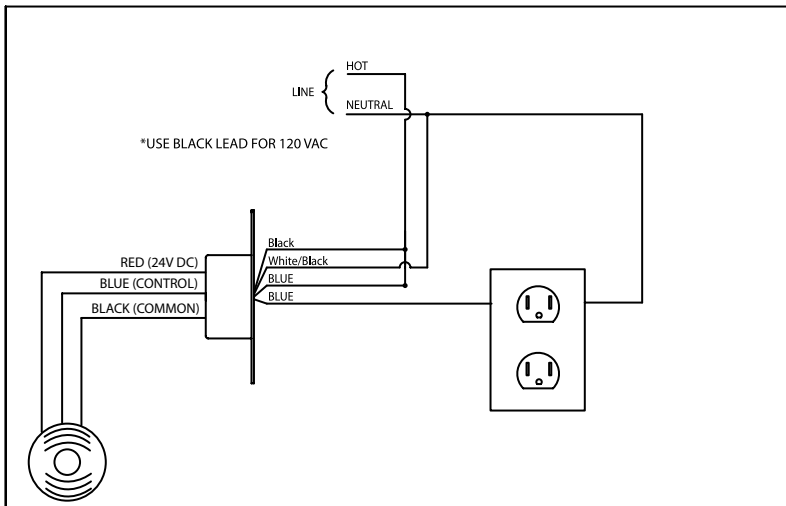 HOT
LINE
NEUTRAL
*USE BLACK LEAD FOR 120 VAC
Black
White/Black
BLUE
BLUE
RED (24V DC)
BLUE (CONTROL)
BLACK (COMMON)